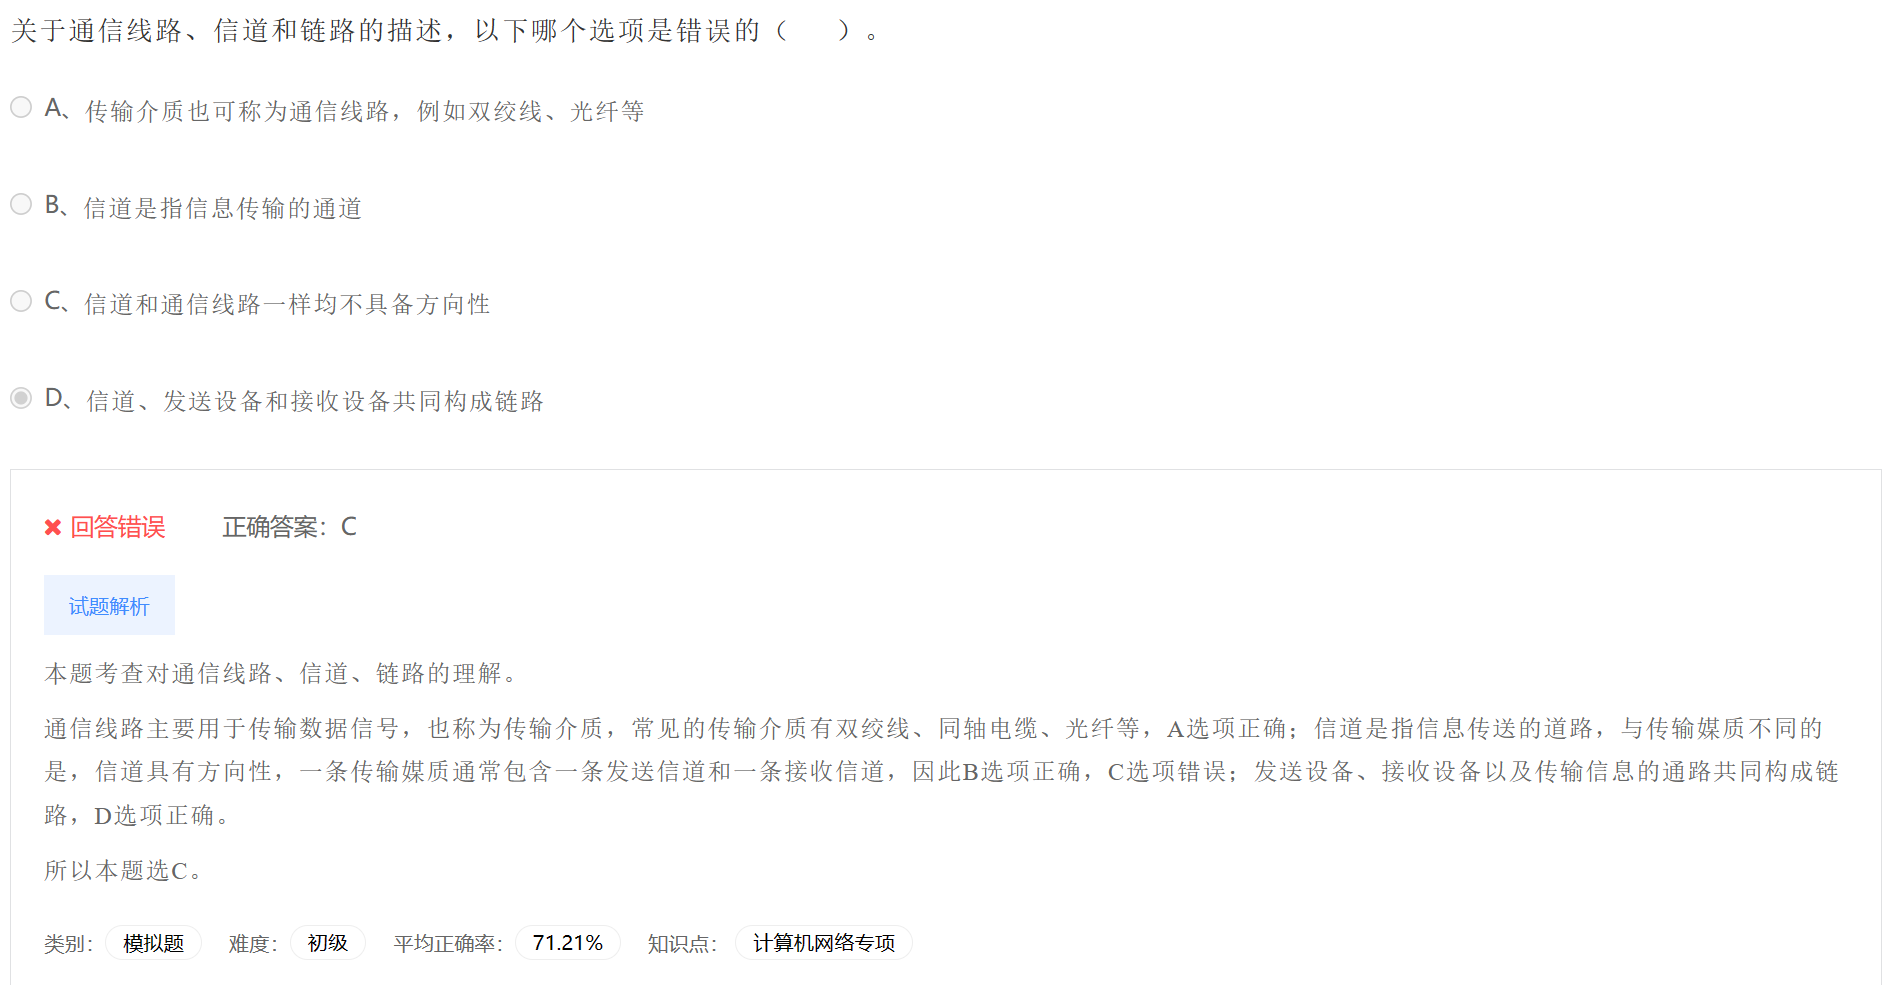 关于通信线路、信道和链路的描述，以下哪个选项是错误的（　　）。
A、传输介质也可称为通信线路，例如双绞线、光纤等
B、信道是指信息传输的通道
C、信道和通信线路一样均不具备方向性
D、信道、发送设备和接收设备共同构成链路
回答错误 正确答案：C
试题解析
本题考查对通信线路、信道、链路的理解。
通信线路主要用于传输数据信号，也称为传输介质，常见的传输介质有双绞线、同轴电缆、光纤等，A选项正确；信道是指信息传送的道路，与传输媒质不同的
是，信道具有方向性，一条传输媒质通常包含一条发送信道和一条接收信道，因此B选项正确，C选项错误；发送设备、接收设备以及传输信息的通路共同构成链
路，D选项正确。
所以本题选C。
类别： 模拟题 难度： 初级 平均正确率： 71.21% 知识点： 计算机网络专项